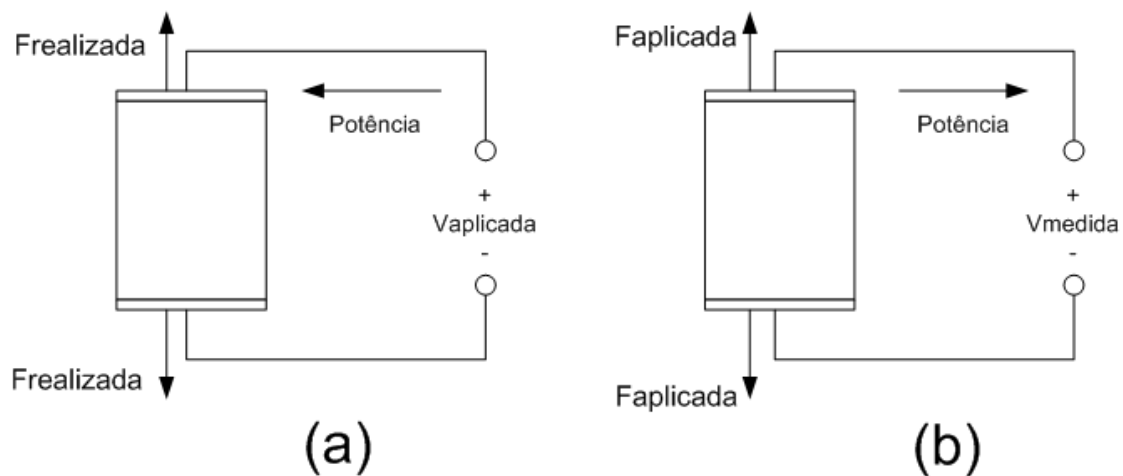 Frealizada
Potência
+
Vaplicada
-
Frealizada
(a)
Faplicada
Potência
+
Vmedida
-
Faplicada
(b)